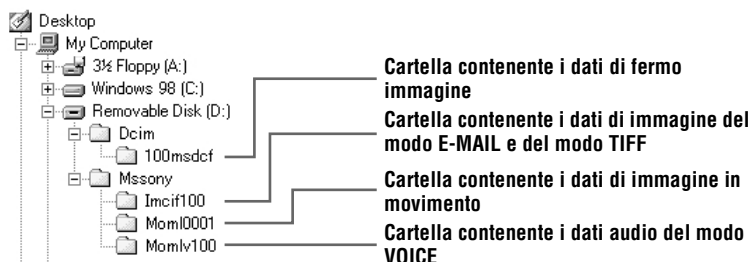 Desktop
My Computer
3½ Floppy (A:)
Windows 98 (C:)
Removable Disk (D:)
Dcim
100msdcf
Mssony
Imcif100
Moml0001
Momlv100
Cartella contenente i dati di fermo
immagine
Cartella contenente i dati di immagine del
modo E-MAIL e del modo TIFF
Cartella contenente i dati di immagine in
movimento
Cartella contenente i dati audio del modo
VOICE